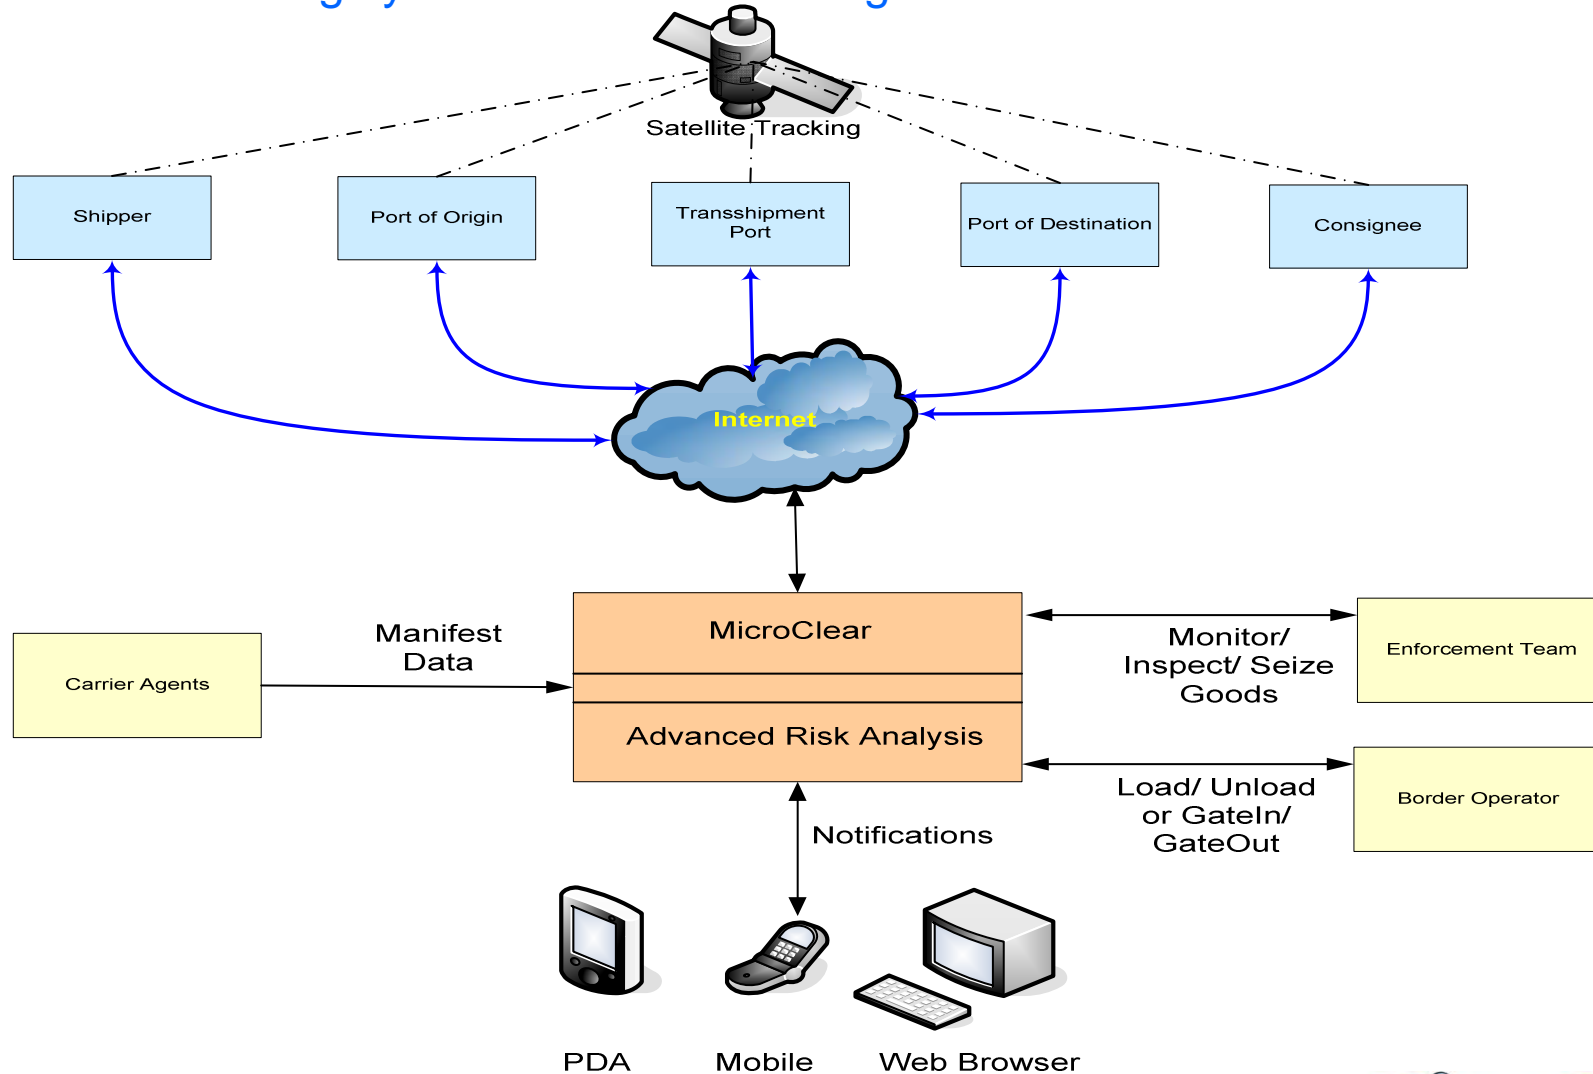 Satellite Tracking
Shipper
Port of Origin
Transshipment
Port
Port of Destination
Consignee
Internet
Manifest
Data
MicroClear
Monitor/
Inspect/ Seize
Goods
Enforcement Team
Carrier Agents
Advanced Risk Analysis
Load/ Unload
or GateIn/
GateOut
Border Operator
Notifications
PDA
Mobile
Web Browser